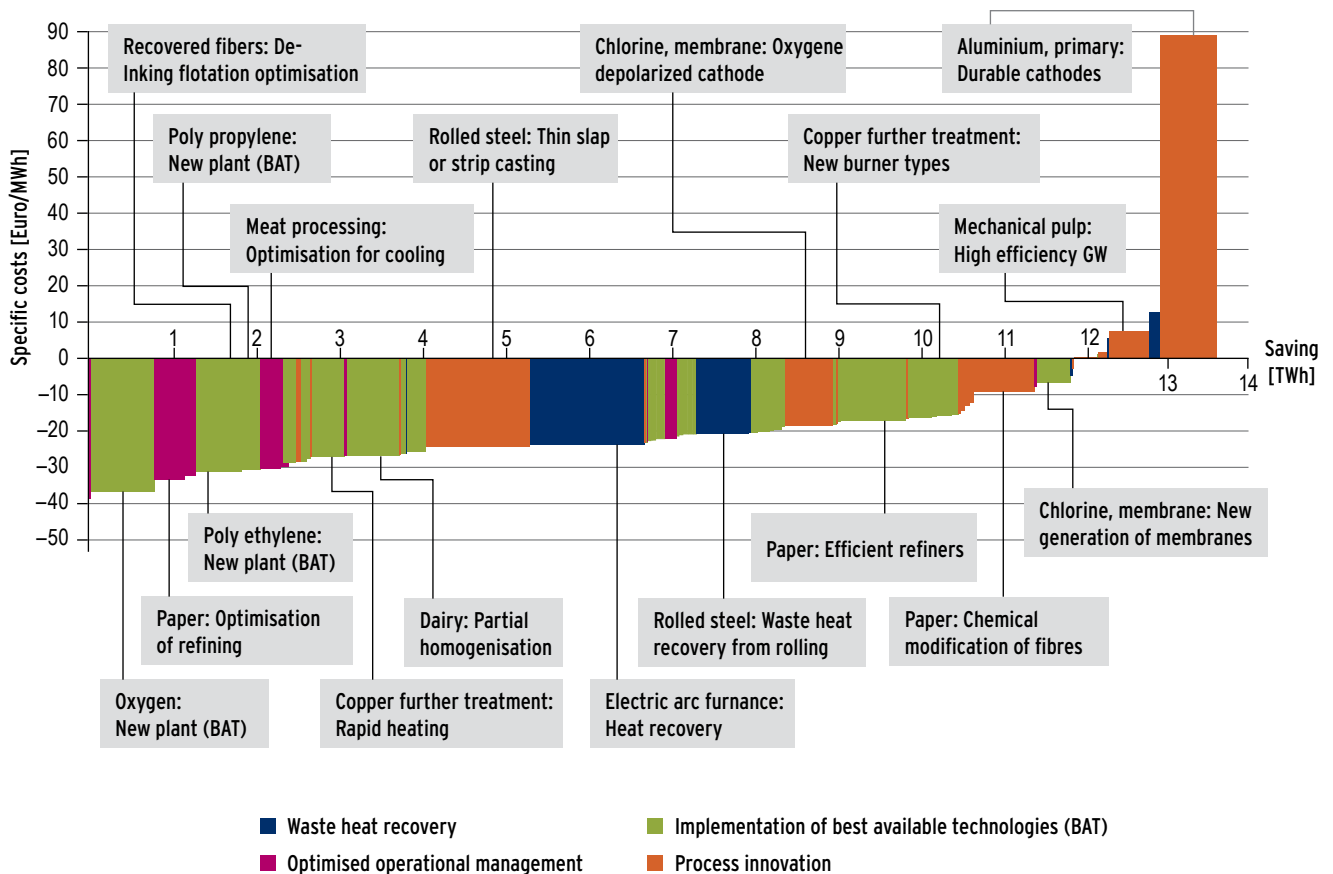 Specific costs [Euro/MWh]
90
80
70
60
50
40
30
20
10
0
−10
−20
−30
−40
−50
1
2
3
4
5
6
7
8
9
10
11
12
13
14
Saving
[TWh]
Recovered fibers: De-
Inking flotation optimisation
Chlorine, membrane: Oxygene
depolarized cathode
Aluminium, primary:
Durable cathodes
Poly propylene:
New plant (BAT)
Rolled steel: Thin slap
or strip casting
Copper further treatment:
New burner types
Meat processing:
Optimisation for cooling
Mechanical pulp:
High efficiency GW
Poly ethylene:
New plant (BAT)
Paper: Efficient refiners
Chlorine, membrane: New
generation of membranes
Paper: Optimisation
of refining
Dairy: Partial
homogenisation
Rolled steel: Waste heat
recovery from rolling
Paper: Chemical
modification of fibres
Oxygen:
New plant (BAT)
Copper further treatment:
Rapid heating
Electric arc furnance:
Heat recovery
Waste heat recovery
Implementation of best available technologies (BAT)
Optimised operational management
Process innovation